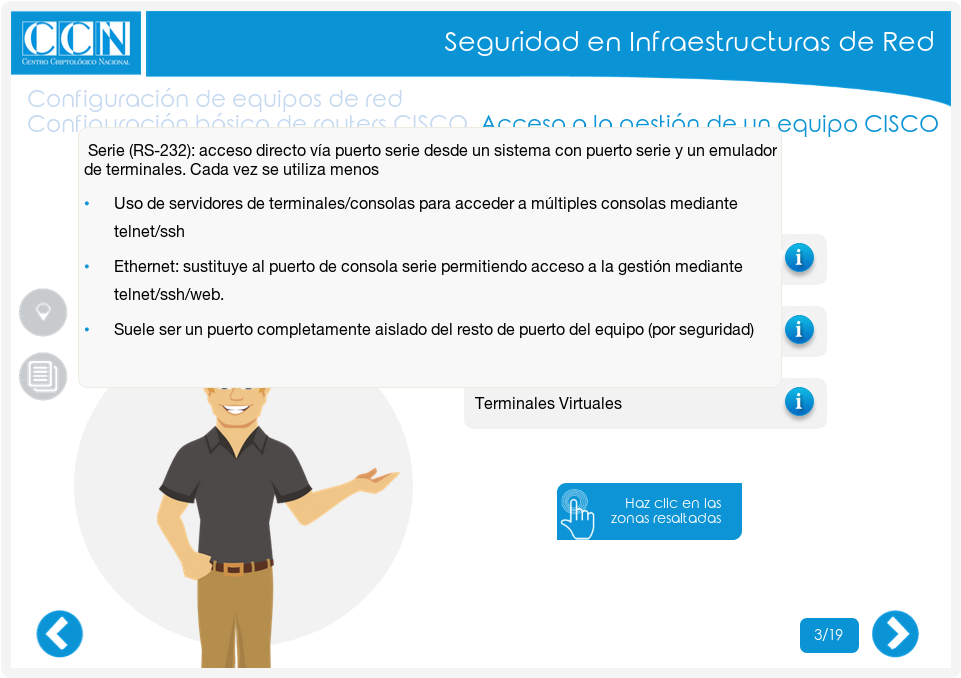 CCN
CENTRO CRIPTOLÓGICO NACIONAL
Seguridad en Infraestructuras de Red
Configuración de equipos de red
Configuración básica de routers CISCO Acceso a la gestión de un equipo CISCO
Serie (RS-232): acceso directo vía puerto serie desde un sistema con puerto serie y un emulador
de terminales. Cada vez se utiliza menos
• Uso de servidores de terminales/consolas para acceder a múltiples consolas mediante
telnet/ssh
• Ethernet: sustituye al puerto de consola serie permitiendo acceso a la gestión mediante
telnet/ssh/web.
• Suele ser un puerto completamente aislado del resto de puerto del equipo (por seguridad)
i
i
Terminales Virtuales
i
Haz clic en las
zonas resaltadas
3/19